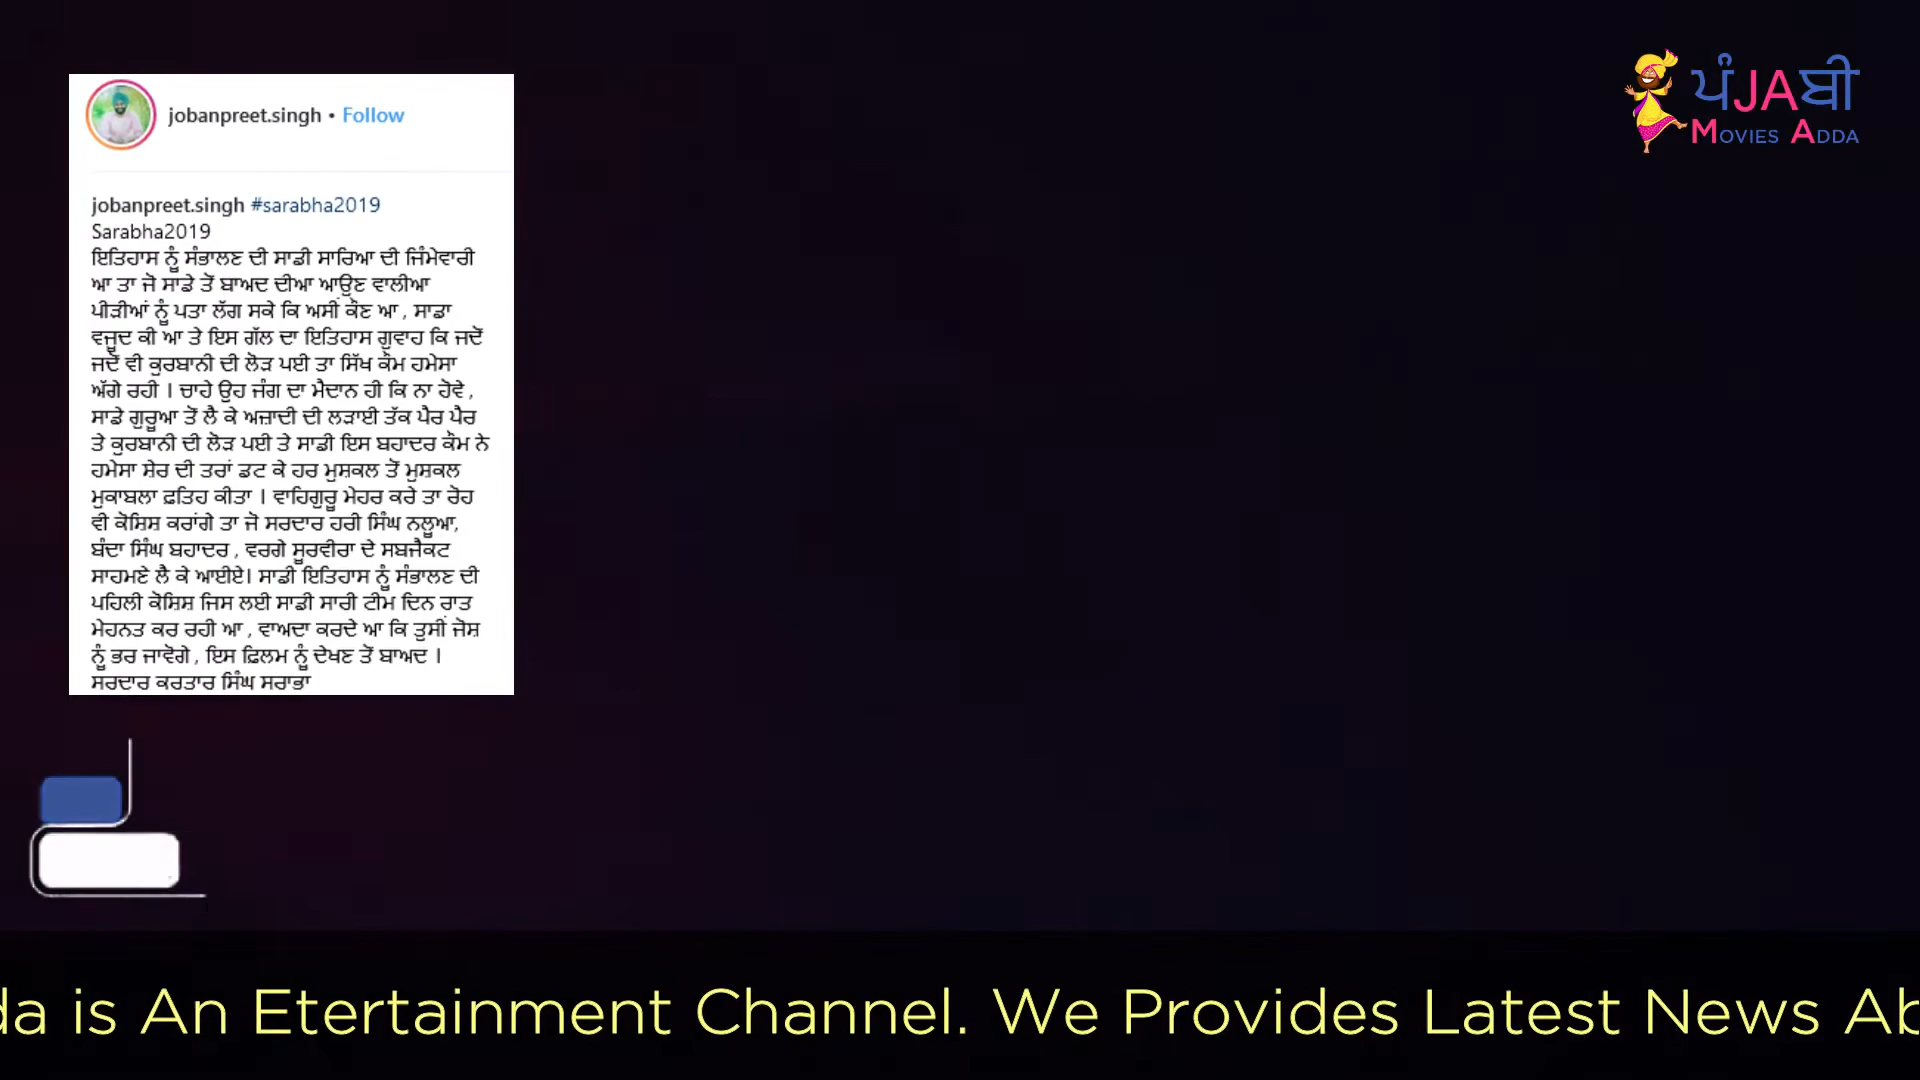 jobanpreet.singh • Follow
jobanpreet.singh #sarabha2019
Sarabha2019
ਇਤਿਹਾਸ ਨੂੰ ਸੰਭਾਲਣ ਦੀ ਸਾਡੀ ਸਾਰਿਆ ਦੀ ਜਿੰਮੇਵਾਰੀ
ਆ ਤਾ ਜੋ ਸਾਡੇ ਤੋਂ ਬਾਅਦ ਦੀਆ ਆਉਣ ਵਾਲੀਆ
ਪੀੜੀਆਂ ਨੂੰ ਪਤਾ ਲੱਗ ਸਕੇ ਕਿ ਅਸੀਂ ਕੌਣ ਆ , ਸਾਡਾ
ਵਜੂਦ ਕੀ ਆ ਤੇ ਇਸ ਗੱਲ ਦਾ ਇਤਿਹਾਸ ਗੁਵਾਹ ਕਿ ਜਦੋਂ
ਜਦੋਂ ਵੀ ਕੁਰਬਾਨੀ ਦੀ ਲੋੜ ਪਈ ਤਾ ਸਿੱਖ ਕੌਮ ਹਮੇਸਾ
ਅੱਗੇ ਰਹੀ । ਚਾਹੇ ਉਹ ਜੰਗ ਦਾ ਮੈਦਾਨ ਹੀ ਕਿ ਨਾ ਹੋਵੇ ,
ਸਾਡੇ ਗੁਰੂਆ ਤੋਂ ਲੈ ਕੇ ਅਜ਼ਾਦੀ ਦੀ ਲੜਾਈ ਤੱਕ ਪੈਰ ਪੈਰ
ਤੇ ਕੁਰਬਾਨੀ ਦੀ ਲੋੜ ਪਈ ਤੇ ਸਾਡੀ ਇਸ ਬਹਾਦਰ ਕੌਮ ਨੇ
ਹਮੇਸਾ ਸ਼ੇਰ ਦੀ ਤਰਾਂ ਡਟ ਕੇ ਹਰ ਮੁਸ਼ਕਲ ਤੋਂ ਮੁਸ਼ਕਲ
ਮੁਕਾਬਲਾ ਫ਼ਤਿਹ ਕੀਤਾ । ਵਾਹਿਗੁਰੂ ਮੇਹਰ ਕਰੇ ਤਾ ਰੋਹ
ਵੀ ਕੋਸ਼ਿਸ਼ ਕਰਾਂਗੇ ਤਾ ਜੋ ਸਰਦਾਰ ਹਰੀ ਸਿੰਘ ਨਲੂਆ,
ਬੰਦਾ ਸਿੰਘ ਬਹਾਦਰ , ਵਰਗੇ ਸੂਰਵੀਰਾ ਦੇ ਸਬਜੈਕਟ
ਸਾਹਮਣੇ ਲੈ ਕੇ ਆਈਏ। ਸਾਡੀ ਇਤਿਹਾਸ ਨੂੰ ਸੰਭਾਲਣ ਦੀ
ਪਹਿਲੀ ਕੋਸ਼ਿਸ਼ ਜਿਸ ਲਈ ਸਾਡੀ ਸਾਰੀ ਟੀਮ ਦਿਨ ਰਾਤ
ਮੇਹਨਤ ਕਰ ਰਹੀ ਆ , ਵਾਅਦਾ ਕਰਦੇ ਆ ਕਿ ਤੁਸੀਂ ਜੋਸ਼
ਨੂੰ ਭਰ ਜਾਵੋਗੇ , ਇਸ ਫ਼ਿਲਮ ਨੂੰ ਦੇਖਣ ਤੋਂ ਬਾਅਦ ।
ਸਰਦਾਰ ਕਰਤਾਰ ਸਿੰਘ ਸਰਾਭਾ
ਪੰJAਬੀ
MOVIES ADDA
da is An Etertainment Channel. We Provides Latest News Ab